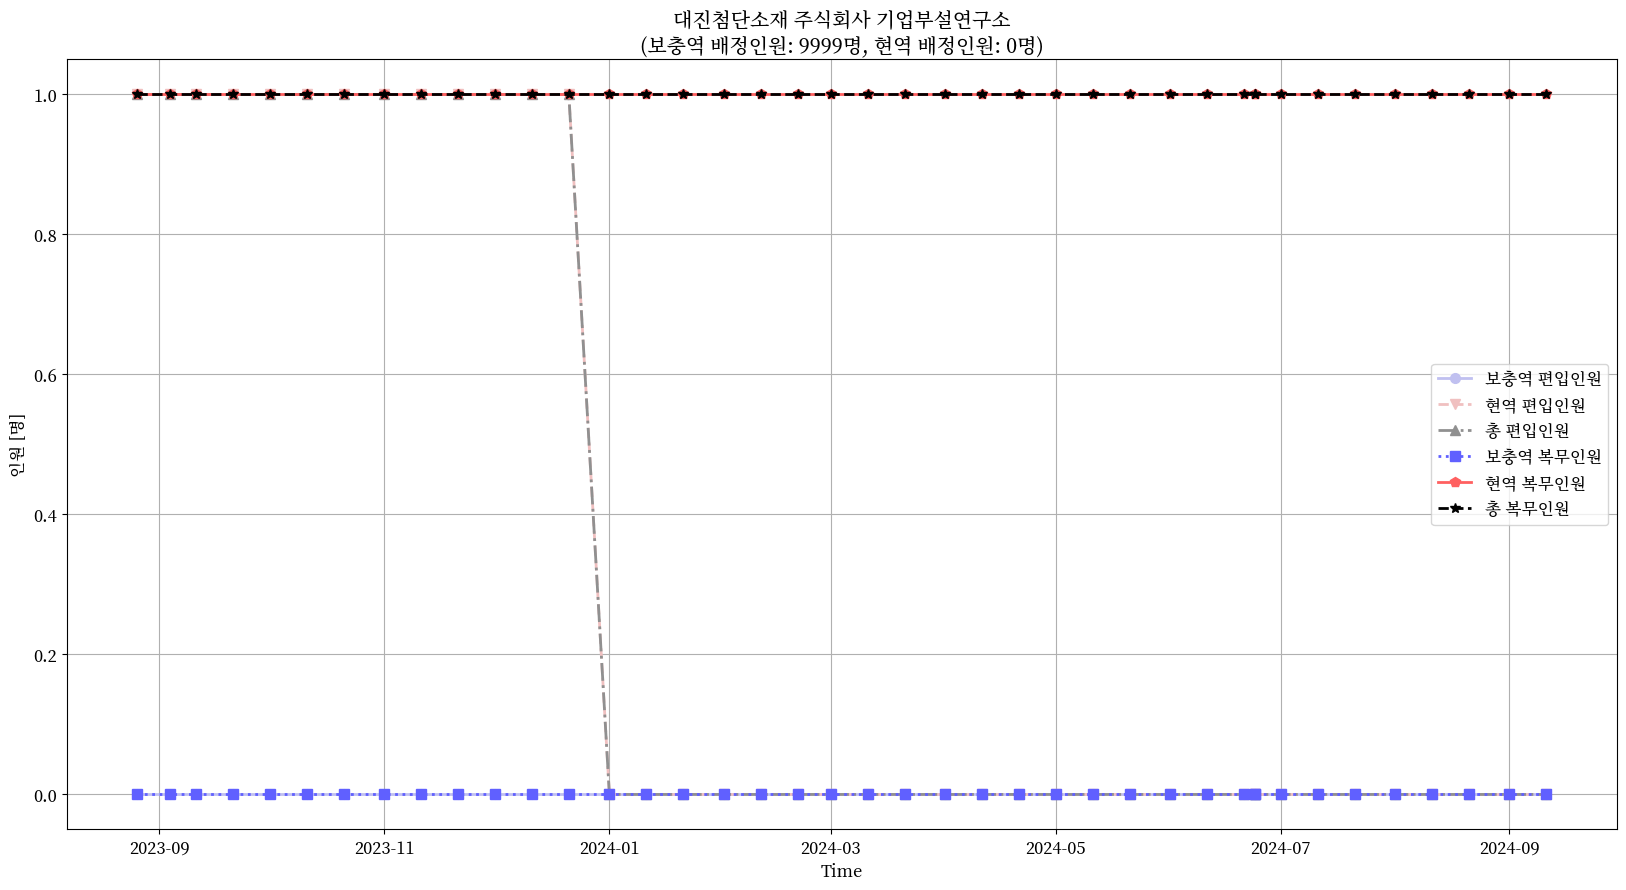 대진첨단소재 주식회사 기업부설연구소
(보충역 배정인원: 9999명, 현역 배정인원: 0명)
인원 [명]
1.0
0.8
0.6
0.4
0.2
0.0
보충역 편입인원
현역 편입인원
총 편입인원
보충역 복무인원
현역 복무인원
총 복무인원
2023-09
2023-11
2024-01
2024-03
2024-05
2024-07
2024-09
Time